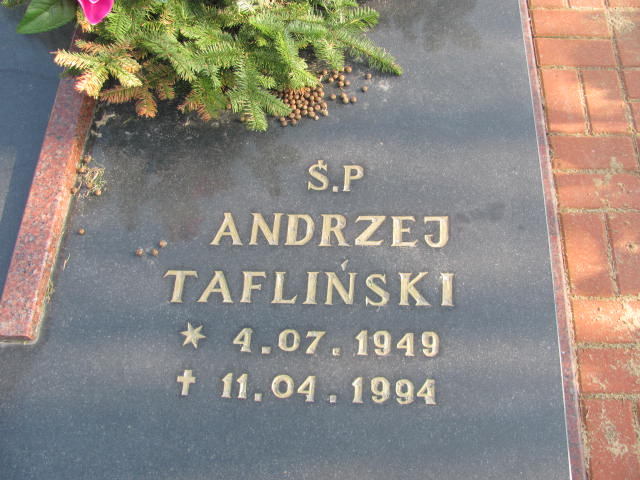 Ś.P
ANDRZEJ
TAFLIŃSKI
★ 4.07.1949
✝ 11.04.1994